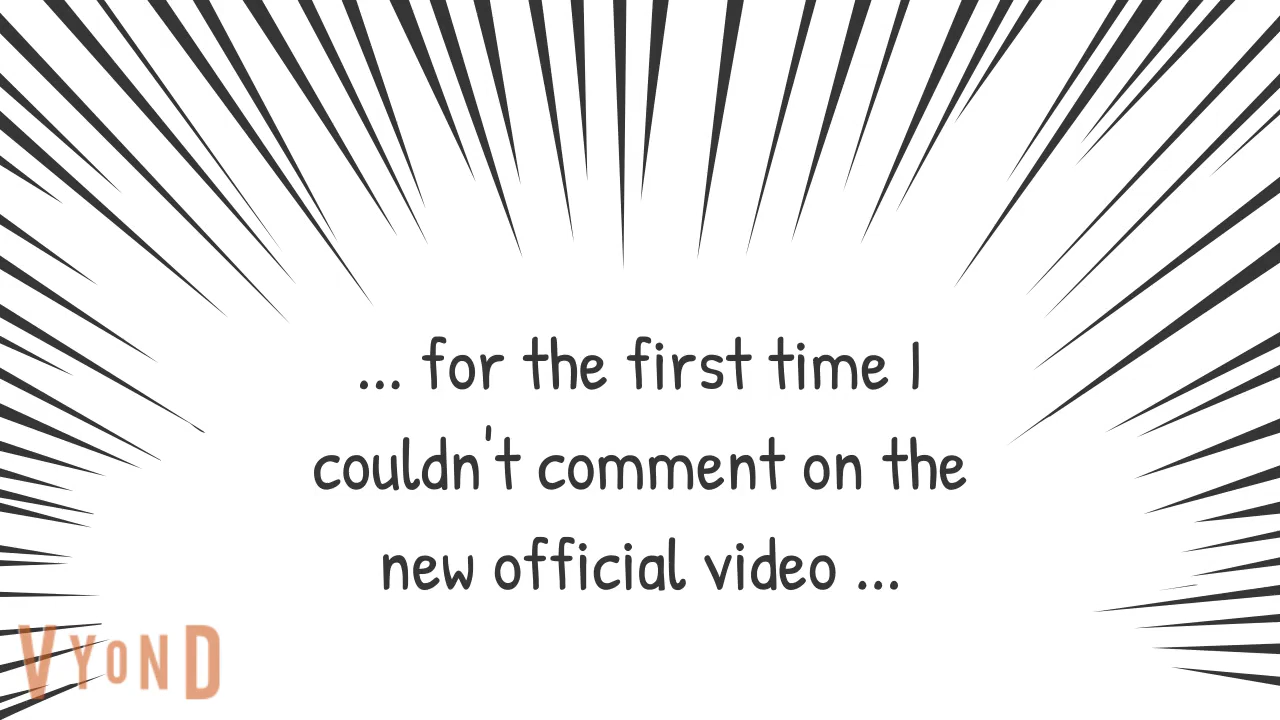 ... for the first time I
couldn't comment on the
new official video ...
VYOND